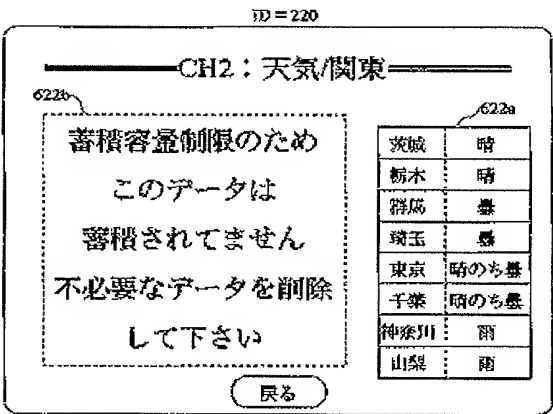 ID=220
CH2：天気/関東
622b
622a
蓄積容量制限のため
このデータは
蓄積されてません
不必要なデータを削除
して下さい
茨城 晴
栃木 晴
群馬 曇
埼玉 曇
東京 晴のち曇
千葉 晴のち曇
神奈川 雨
山梨 雨
戻る